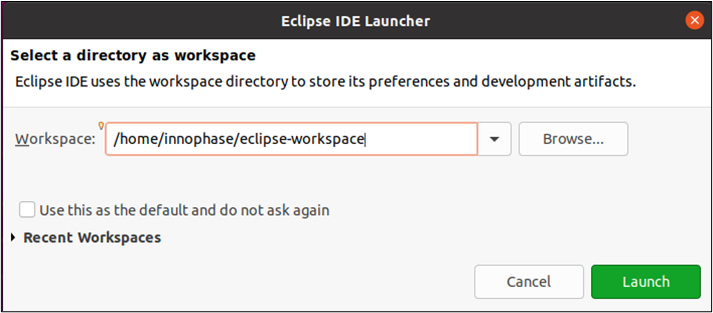 Eclipse IDE Launcher
Select a directory as workspace
Eclipse IDE uses the workspace directory to store its preferences and development artifacts.
Workspace: /home/innophase/eclipse-workspace Browse...
Use this as the default and do not ask again
Recent Workspaces
Cancel Launch